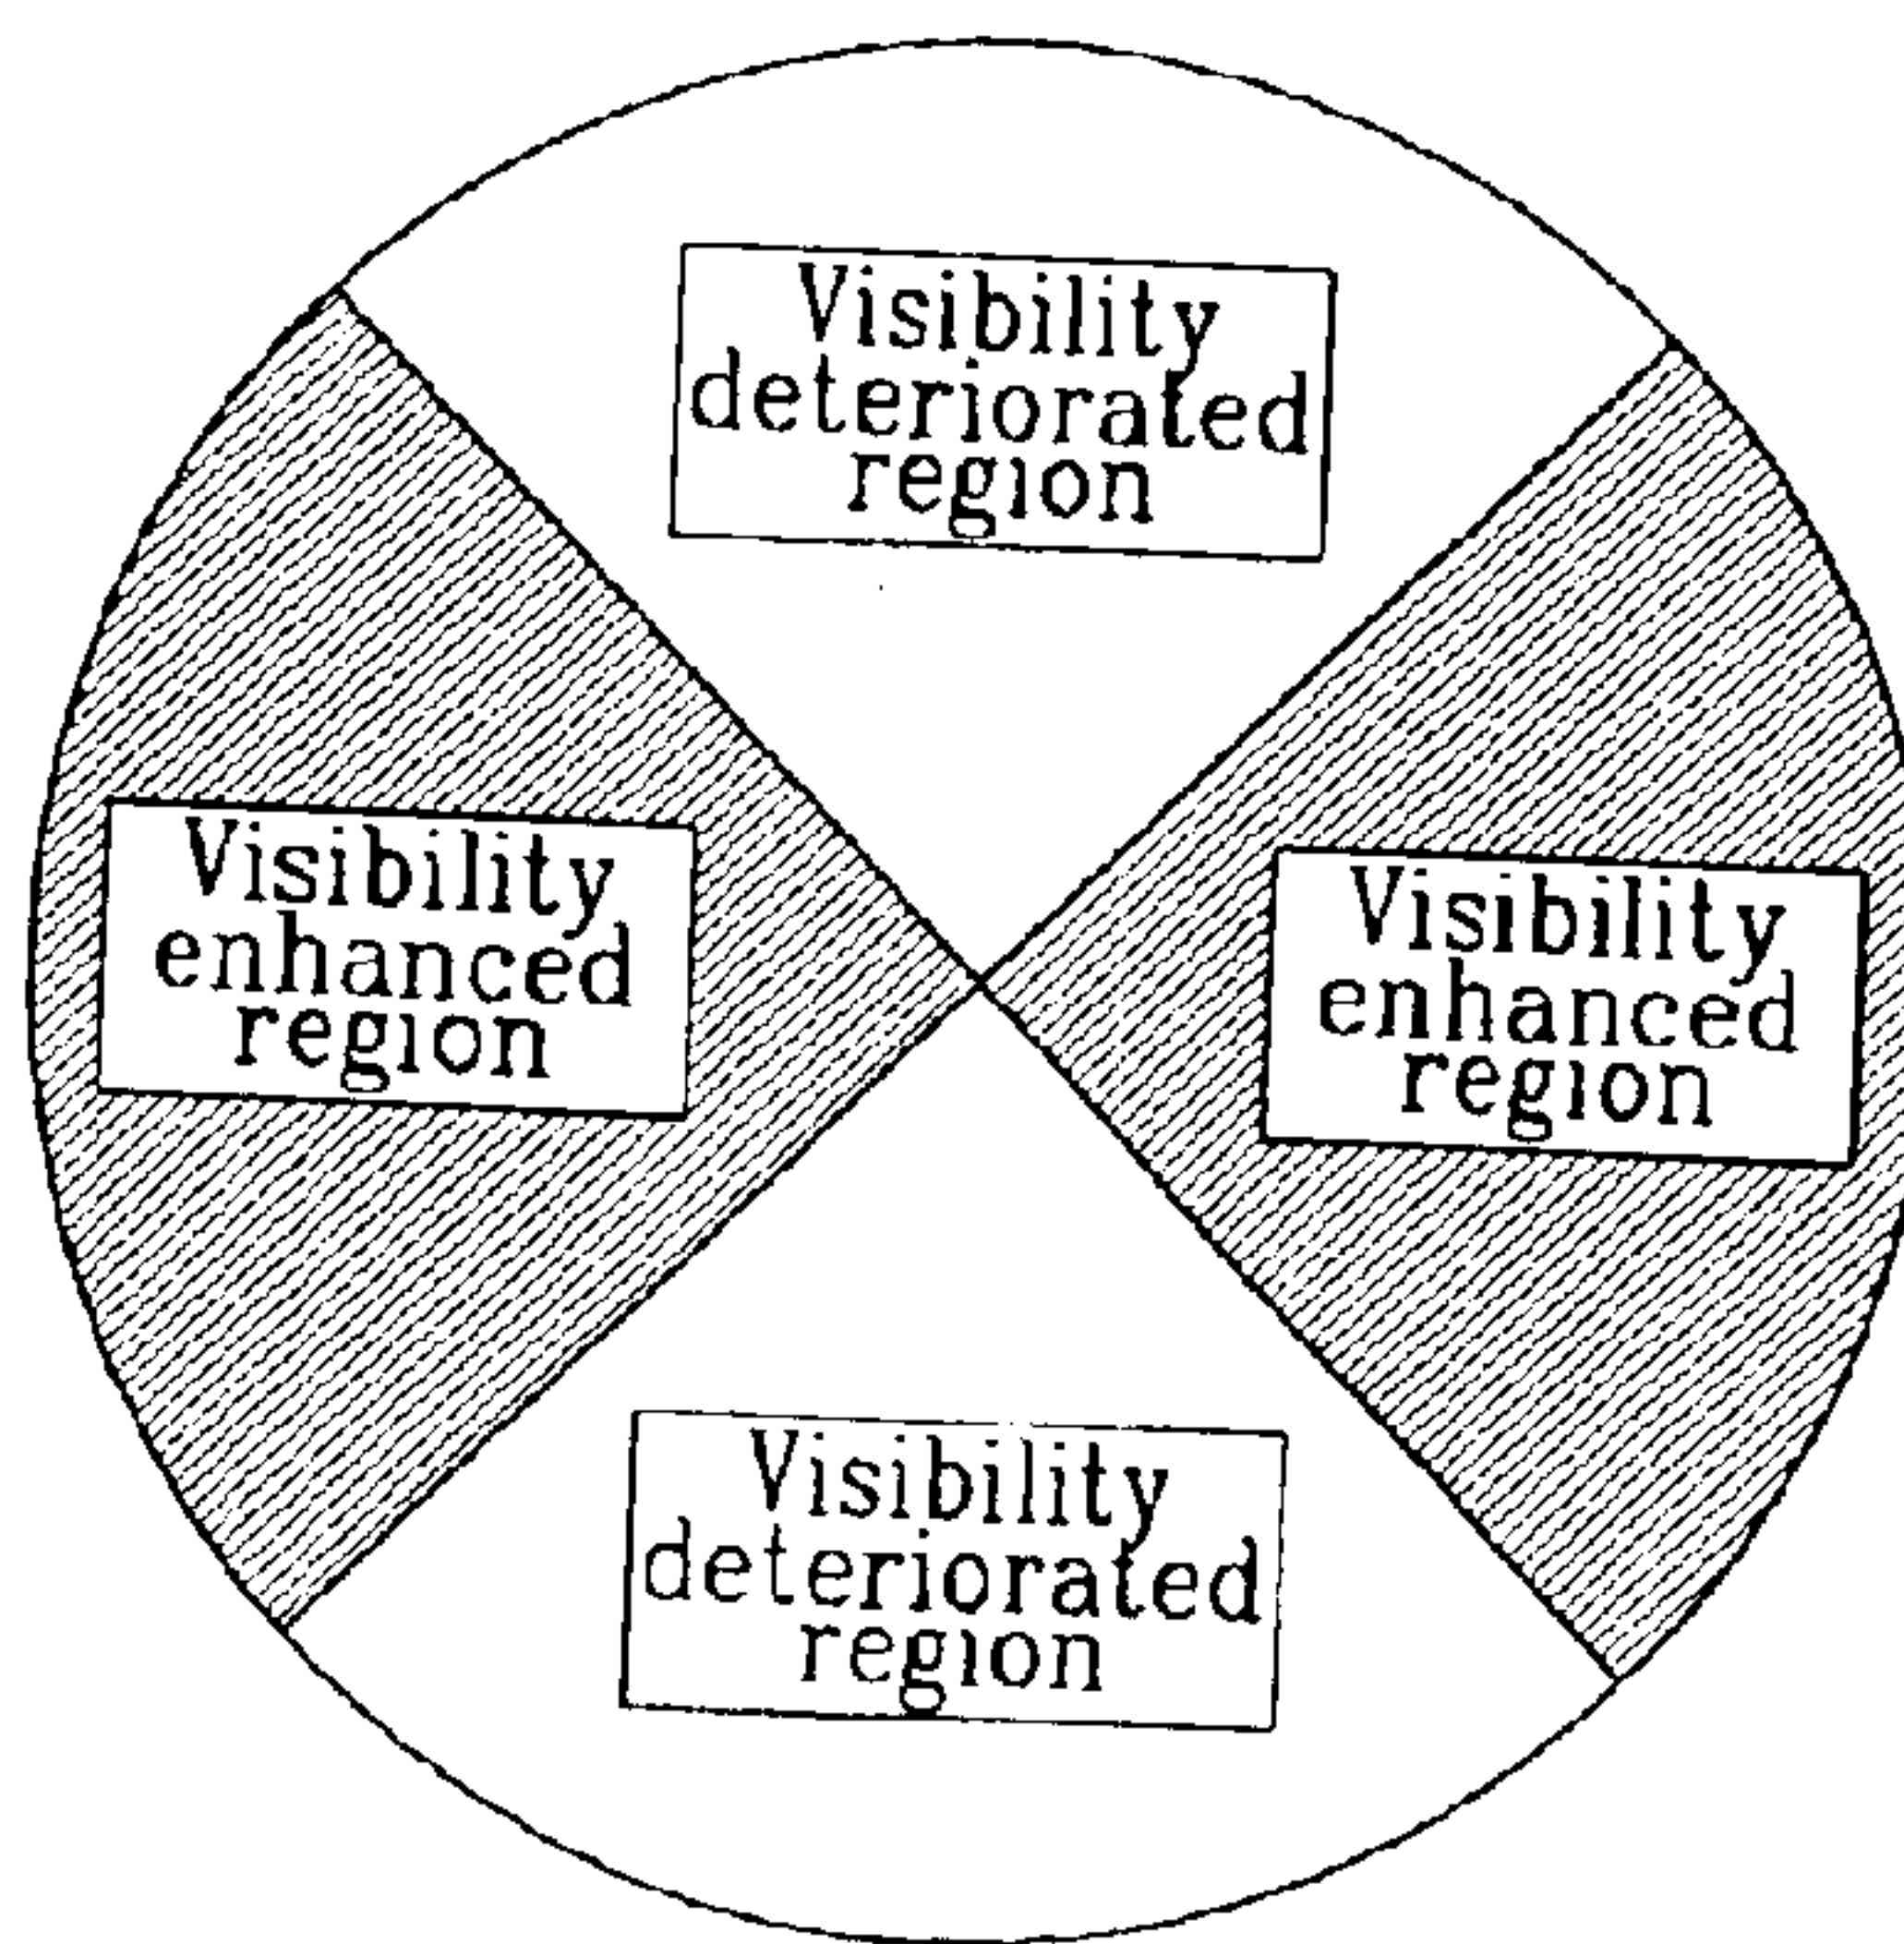 Visibility
deteriorated
region
Visibility
enhanced
region
Visibility
enhanced
region
Visibility
deteriorated
region